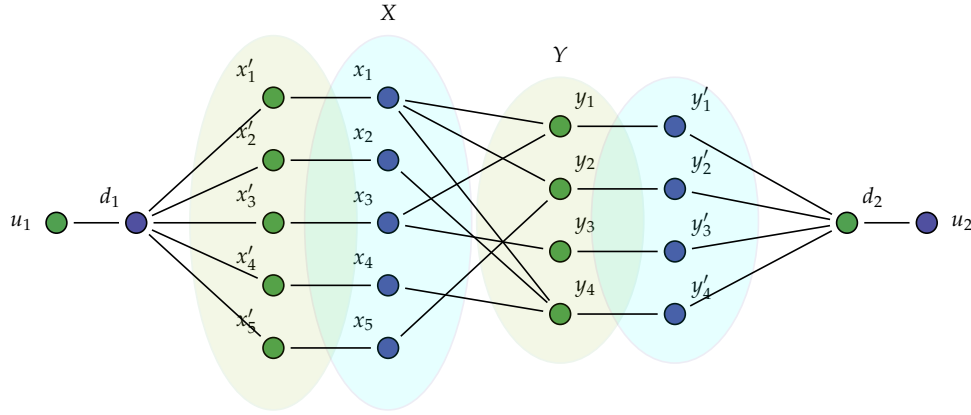 X
Y
x′₁ x₁
y₁ y′₁
x′₂ x₂
y₂ y′₂
u₁ d₁ x′₃ x₃ y₃ y′₃ d₂ u₂
x′₄ x₄
y₄ y′₄
x′₅ x₅